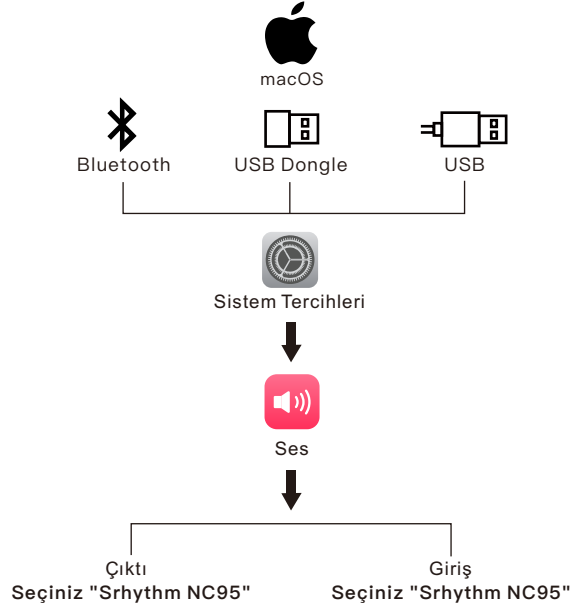 macOS
Bluetooth USB Dongle USB
Sistem Tercihleri
Ses
Çıktı Giriş
Seçiniz "Srhythm NC95" Seçiniz "Srhythm NC95"